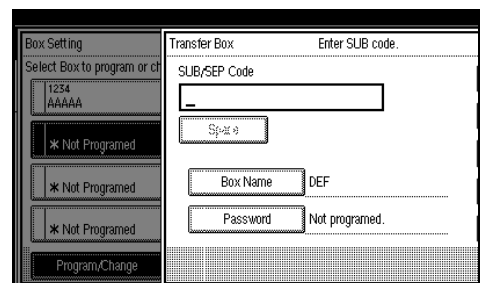 Box Setting
Select Box to program or ch
1234
AAAAA
* Not Programed
* Not Programed
* Not Programed
Program/Change
Transfer Box Enter SUB code.
SUB/SEP Code
_
Space
Box Name DEF
Password Not programed.